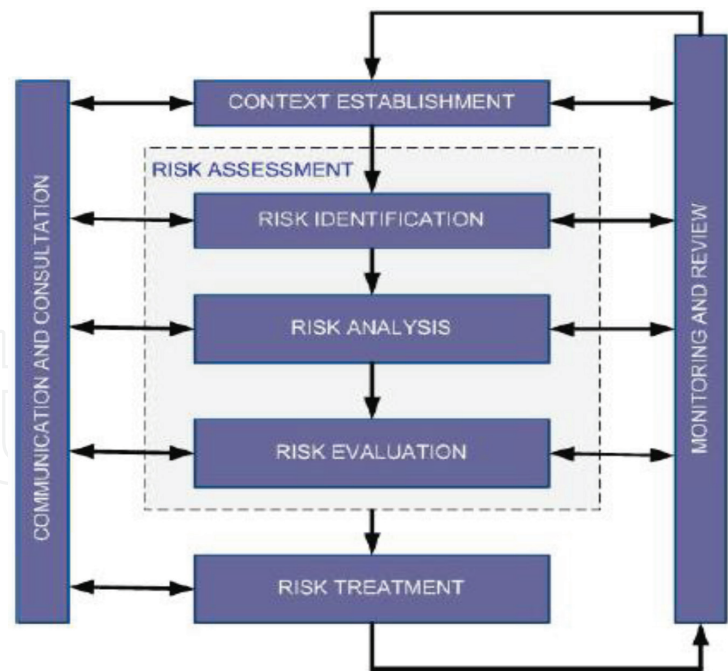 CONTEXT ESTABLISHMENT
RISK ASSESSMENT
RISK IDENTIFICATION
RISK ANALYSIS
RISK EVALUATION
RISK TREATMENT
COMMUNICATION AND CONSULTATION
MONITORING AND REVIEW